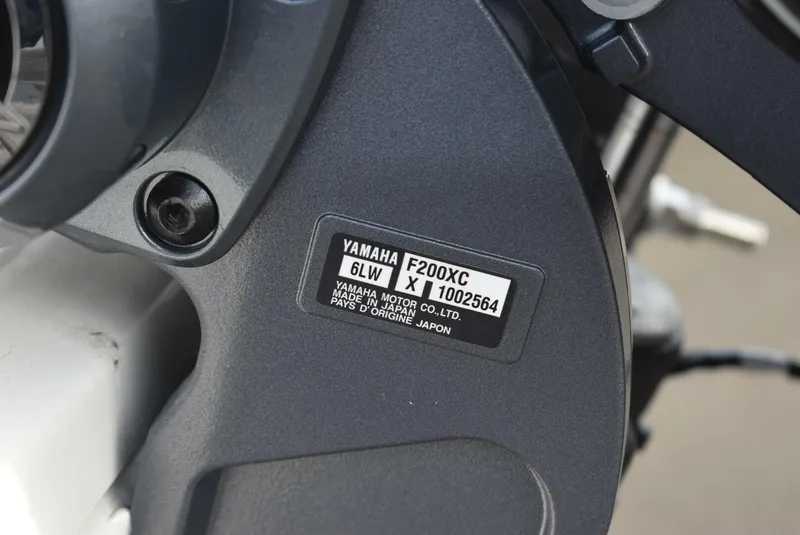 YAMAHA F200XC
6LW X 1002564
YAMAHA MOTOR CO.,LTD.
MADE IN JAPAN
PAYS D'ORIGINE JAPON